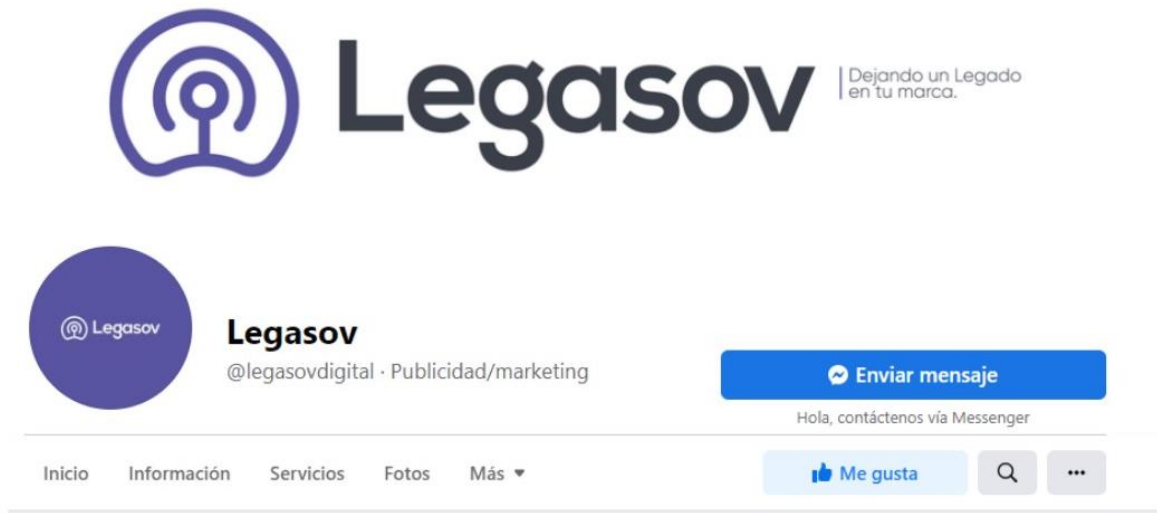 Legasov
Dejando un Legado
en tu marca.
Legasov
Legasov
@legasovdigital · Publicidad/marketing
Enviar mensaje
Hola, contáctenos vía Messenger
Inicio Información Servicios Fotos Más
Me gusta